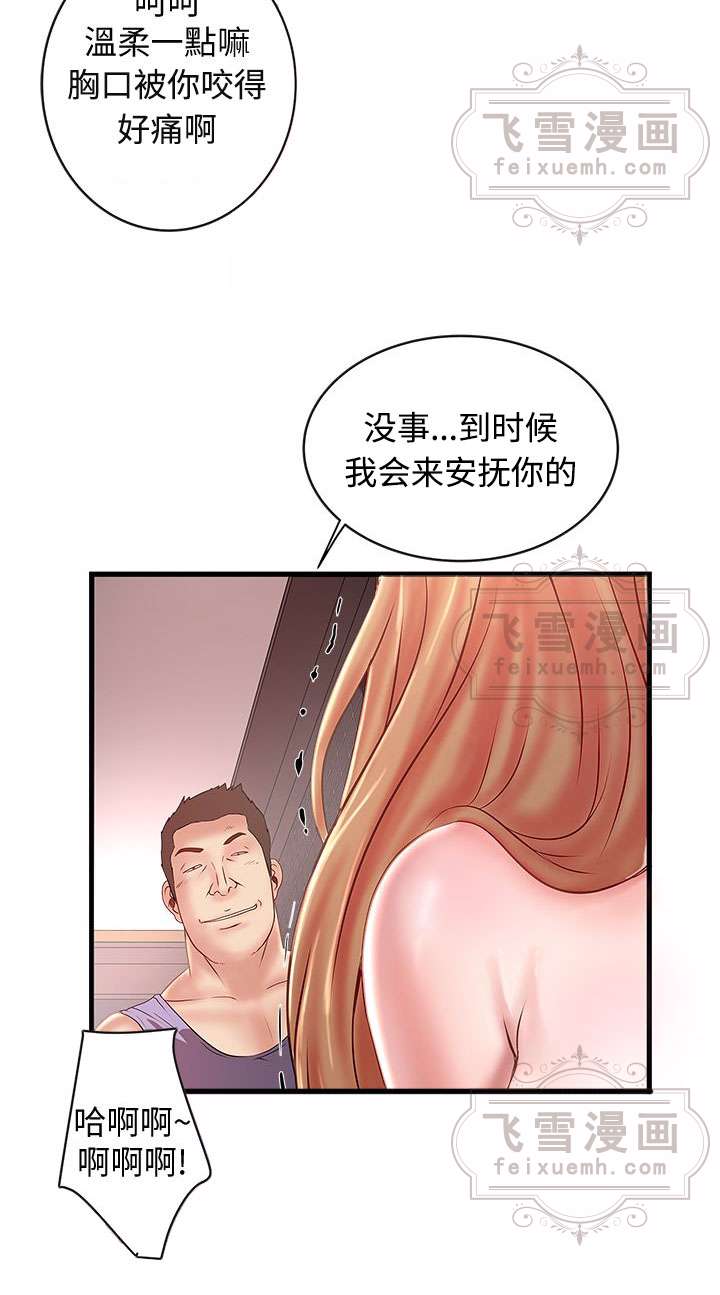 呵呵
溫柔一點嘛
胸口被你咬得
好痛啊
飞雪漫画
feixuemh.com
没事...到时候
我会来安抚你的
飞雪漫画
feixuemh.com
哈啊啊~
啊啊啊!
飞雪漫画
feixuemh.com